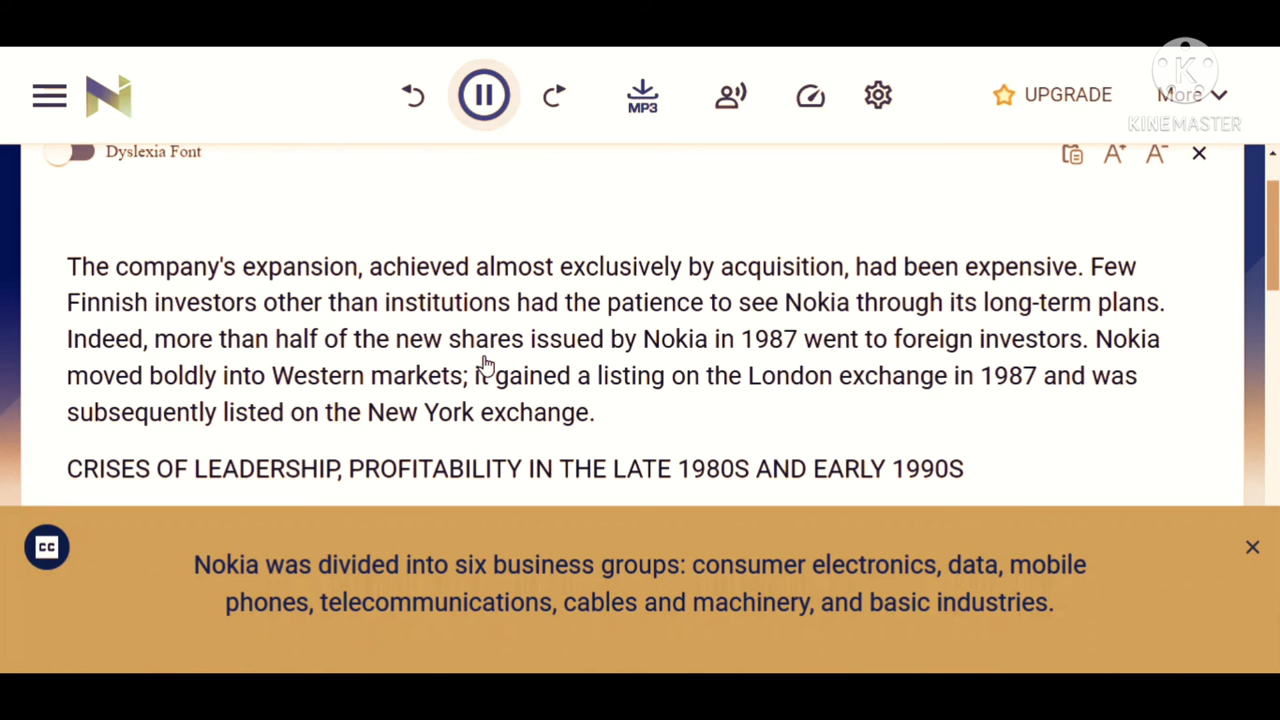 MP3
UPGRADE
More
KINEMASTER
Dyslexia Font
A+
A-
The company's expansion, achieved almost exclusively by acquisition, had been expensive. Few
Finnish investors other than institutions had the patience to see Nokia through its long-term plans.
Indeed, more than half of the new shares issued by Nokia in 1987 went to foreign investors. Nokia
moved boldly into Western markets; it gained a listing on the London exchange in 1987 and was
subsequently listed on the New York exchange.
CRISES OF LEADERSHIP, PROFITABILITY IN THE LATE 1980S AND EARLY 1990S
CC
Nokia was divided into six business groups: consumer electronics, data, mobile
phones, telecommunications, cables and machinery, and basic industries.